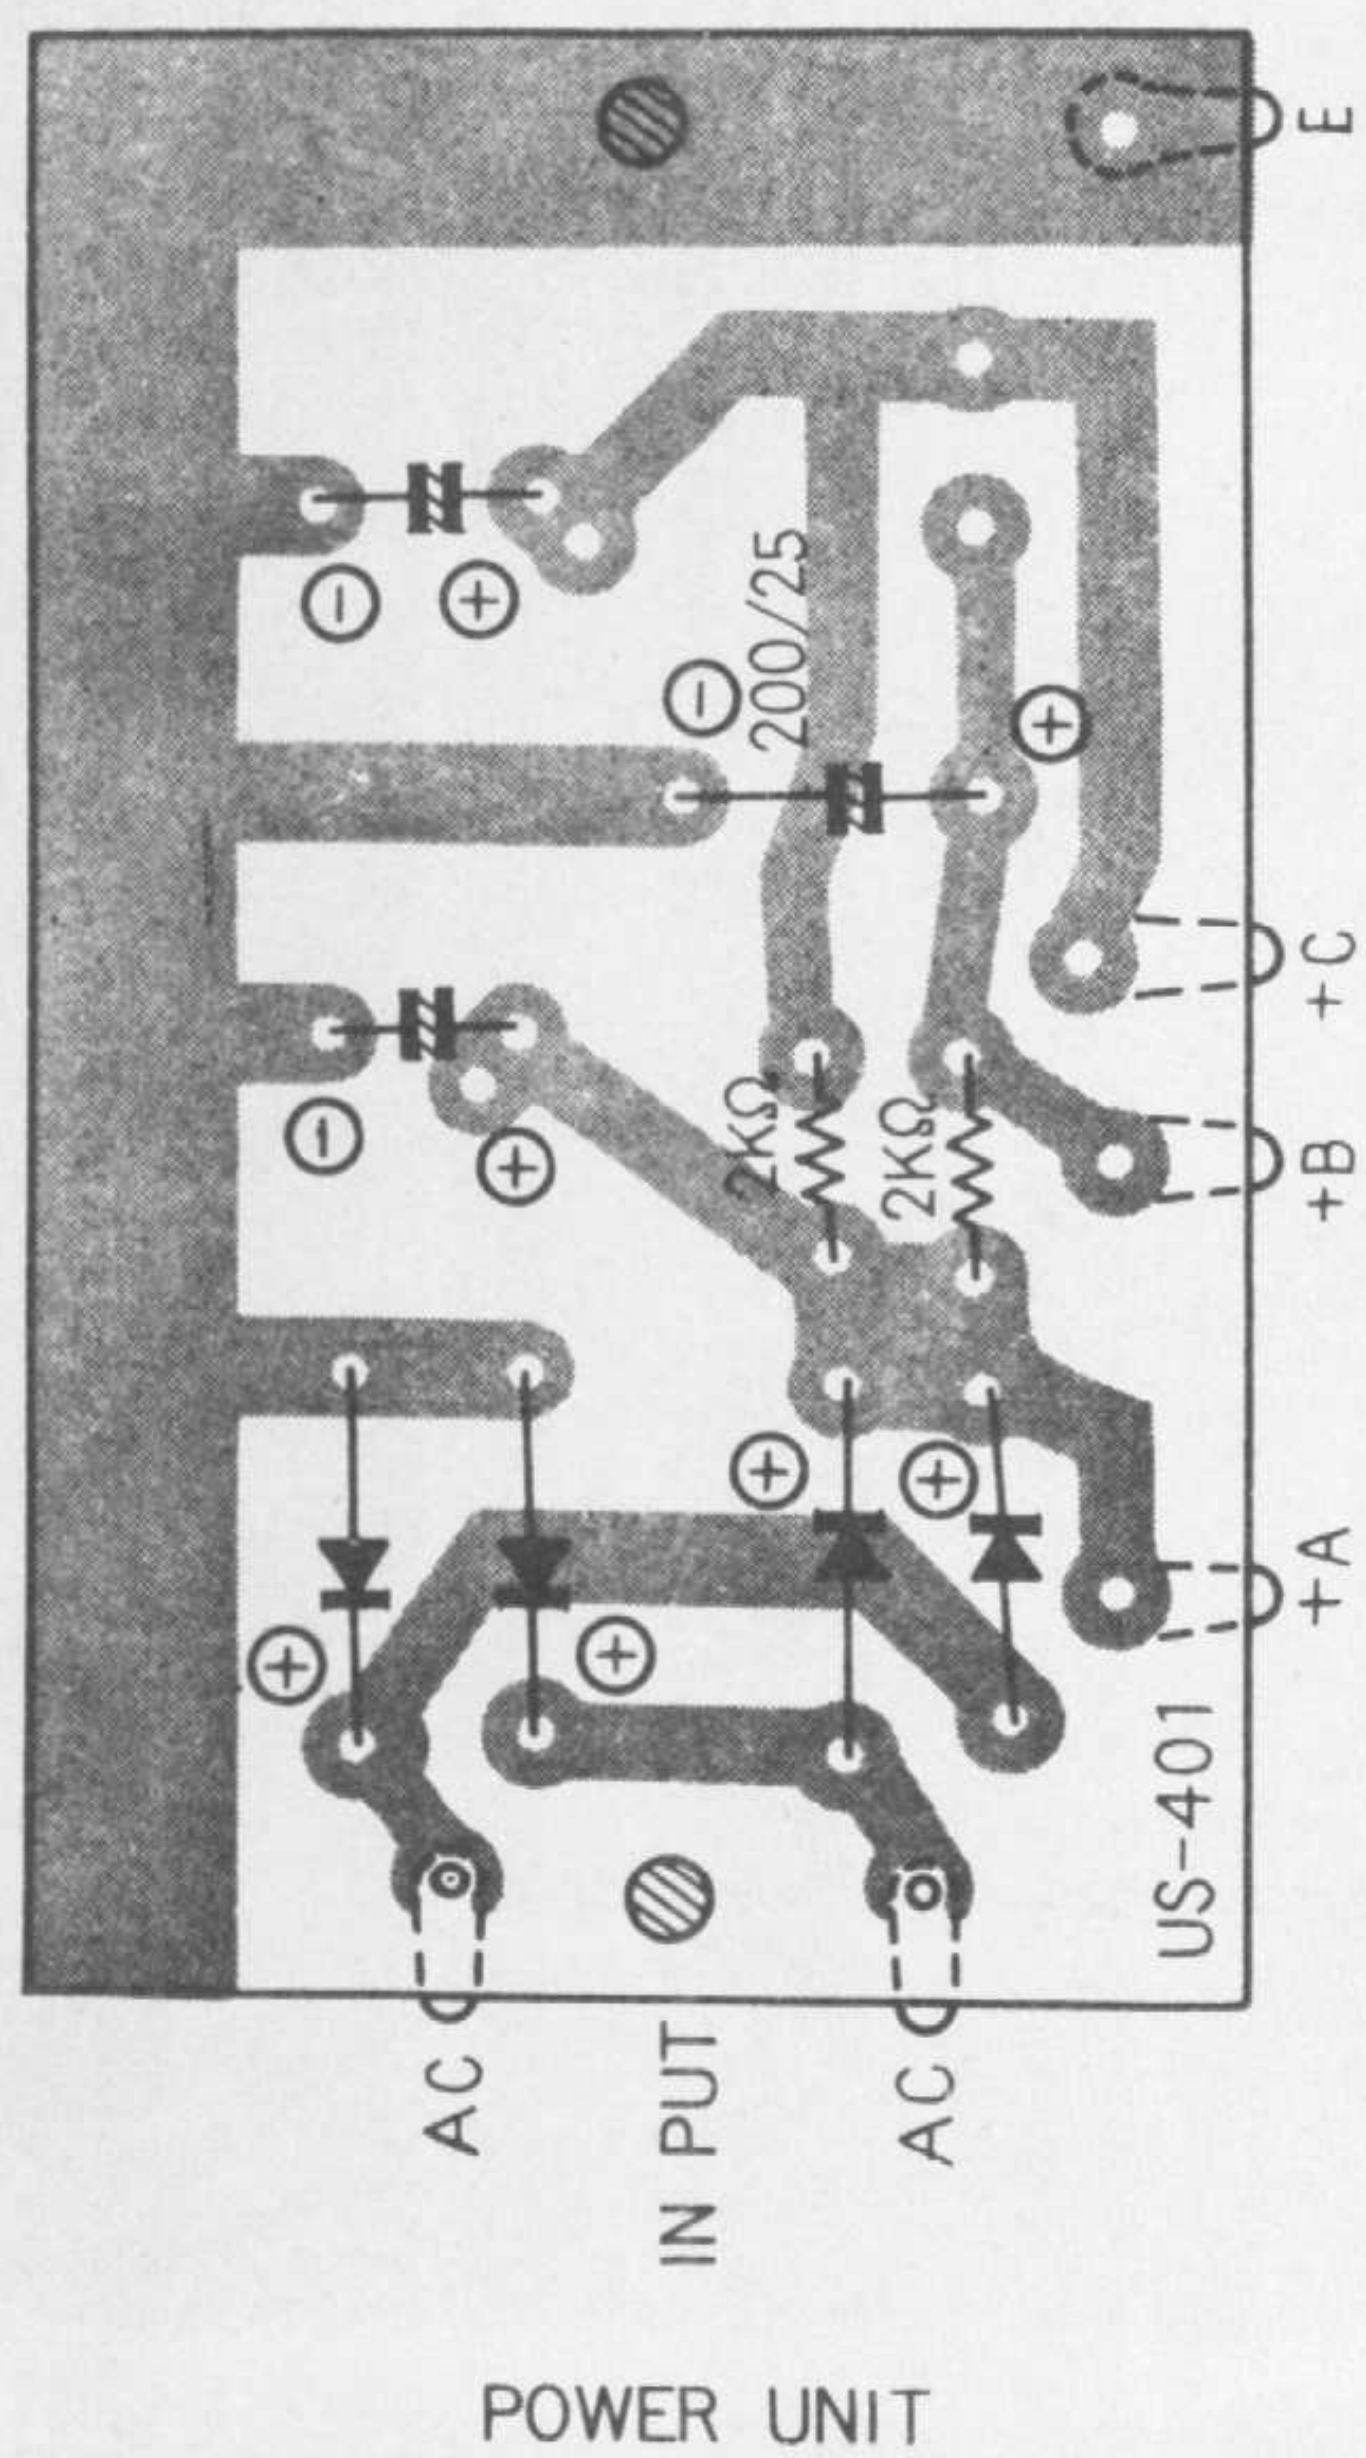 E
200/25
+C
2KΩ
2KΩ
+B
+A
US-401
AC
IN PUT
AC
POWER UNIT